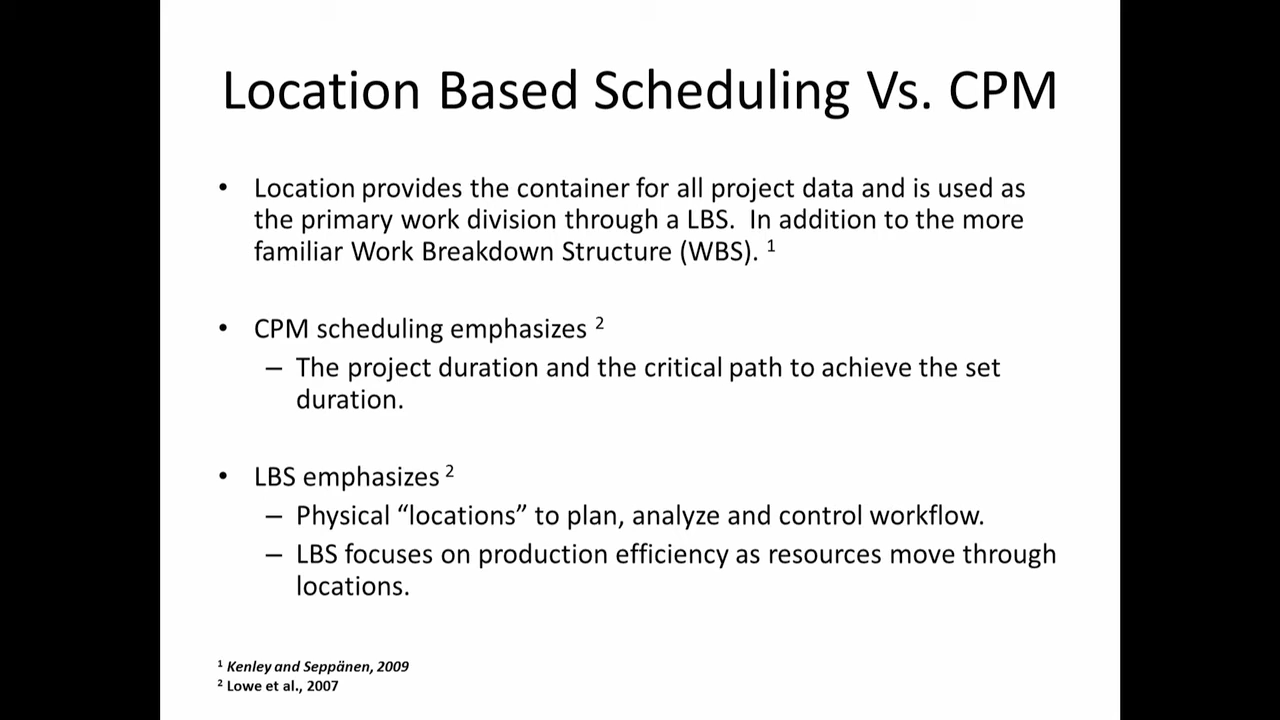 Location Based Scheduling Vs. CPM
• Location provides the container for all project data and is used as
the primary work division through a LBS. In addition to the more
familiar Work Breakdown Structure (WBS). ¹
• CPM scheduling emphasizes ²
– The project duration and the critical path to achieve the set
duration.
• LBS emphasizes ²
– Physical “locations” to plan, analyze and control workflow.
– LBS focuses on production efficiency as resources move through
locations.
¹ Kenley and Seppänen, 2009
² Lowe et al., 2007